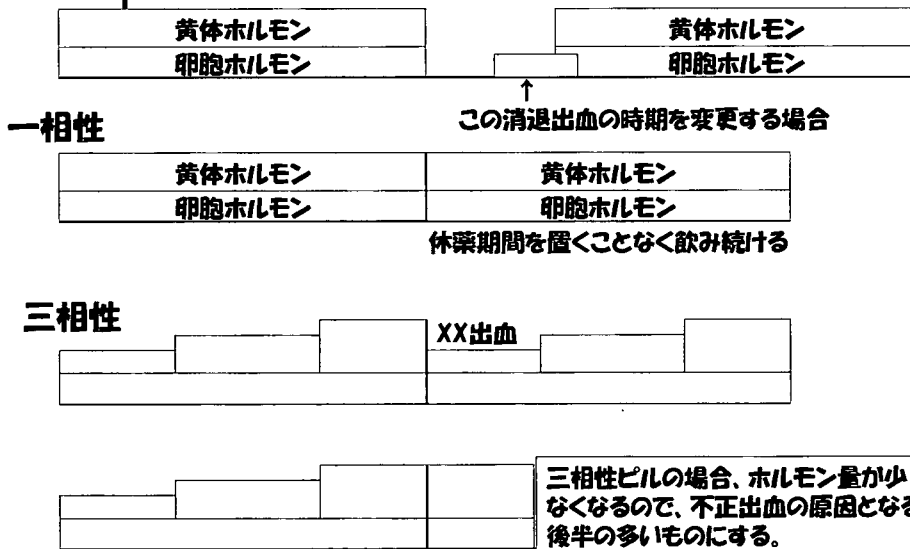 黄体ホルモン 黄体ホルモン
卵胞ホルモン 卵胞ホルモン
↑
この消退出血の時期を変更する場合
一相性
黄体ホルモン 黄体ホルモン
卵胞ホルモン 卵胞ホルモン
休薬期間を置くことなく飲み続ける
三相性
XX出血
三相性ピルの場合、ホルモン量が少
なくなるので、不正出血の原因となる
後半の多いものにする。